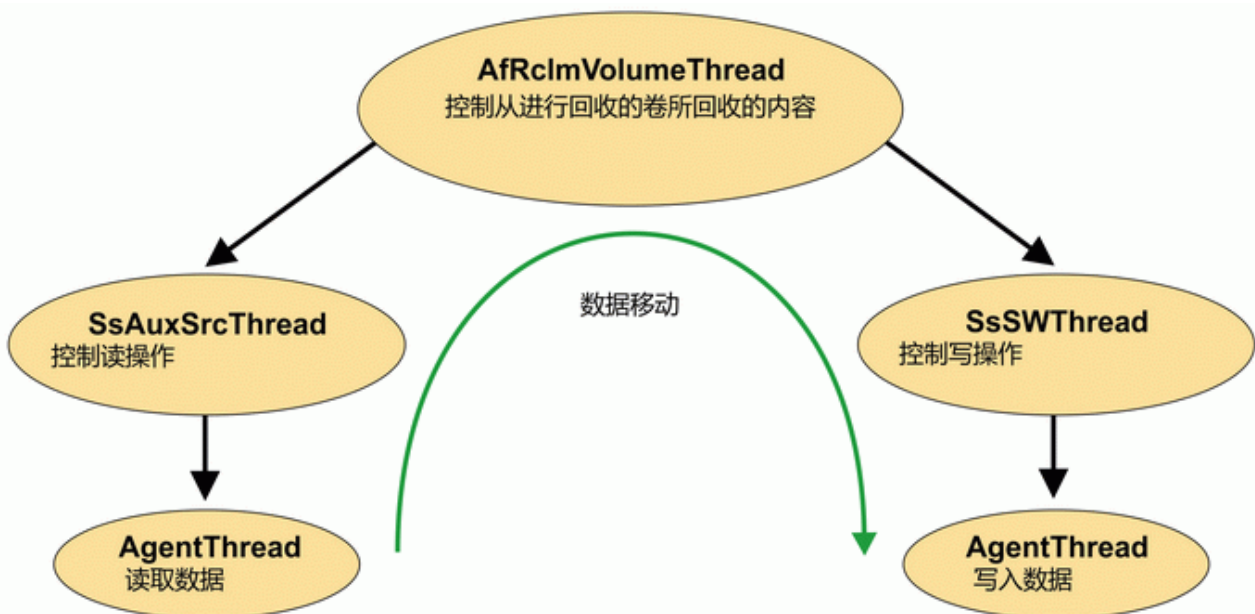 AfRclmVolumeThread
控制从进行回收的卷所回收的内容
数据移动
SsAuxSrcThread
控制读操作
SsSWThread
控制写操作
AgentThread
读取数据
AgentThread
写入数据